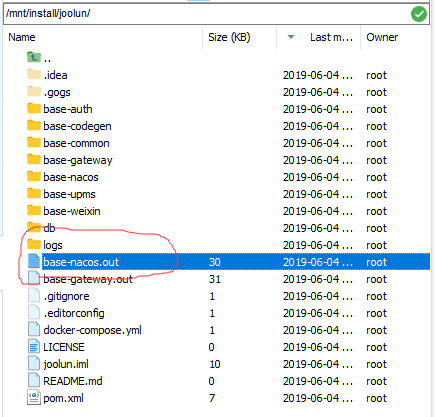 /mnt/install/joolun/
Name Size (KB) Last m... Owner
..
.idea 2019-06-04 ... root
.gogs 2019-06-04 ... root
base-auth 2019-06-04 ... root
base-codegen 2019-06-04 ... root
base-common 2019-06-04 ... root
base-gateway 2019-06-04 ... root
base-nacos 2019-06-04 ... root
base-upms 2019-06-04 ... root
base-weixin 2019-06-04 ... root
db 2019-06-04 ... root
logs 2019-06-04 ... root
base-nacos.out 30 2019-06-04 ... root
base-gateway.out 31 2019-06-04 ... root
.gitignore 1 2019-06-04 ... root
.editorconfig 1 2019-06-04 ... root
docker-compose.yml 1 2019-06-04 ... root
LICENSE 0 2019-06-04 ... root
joolun.iml 10 2019-06-04 ... root
README.md 0 2019-06-04 ... root
pom.xml 7 2019-06-04 ... root